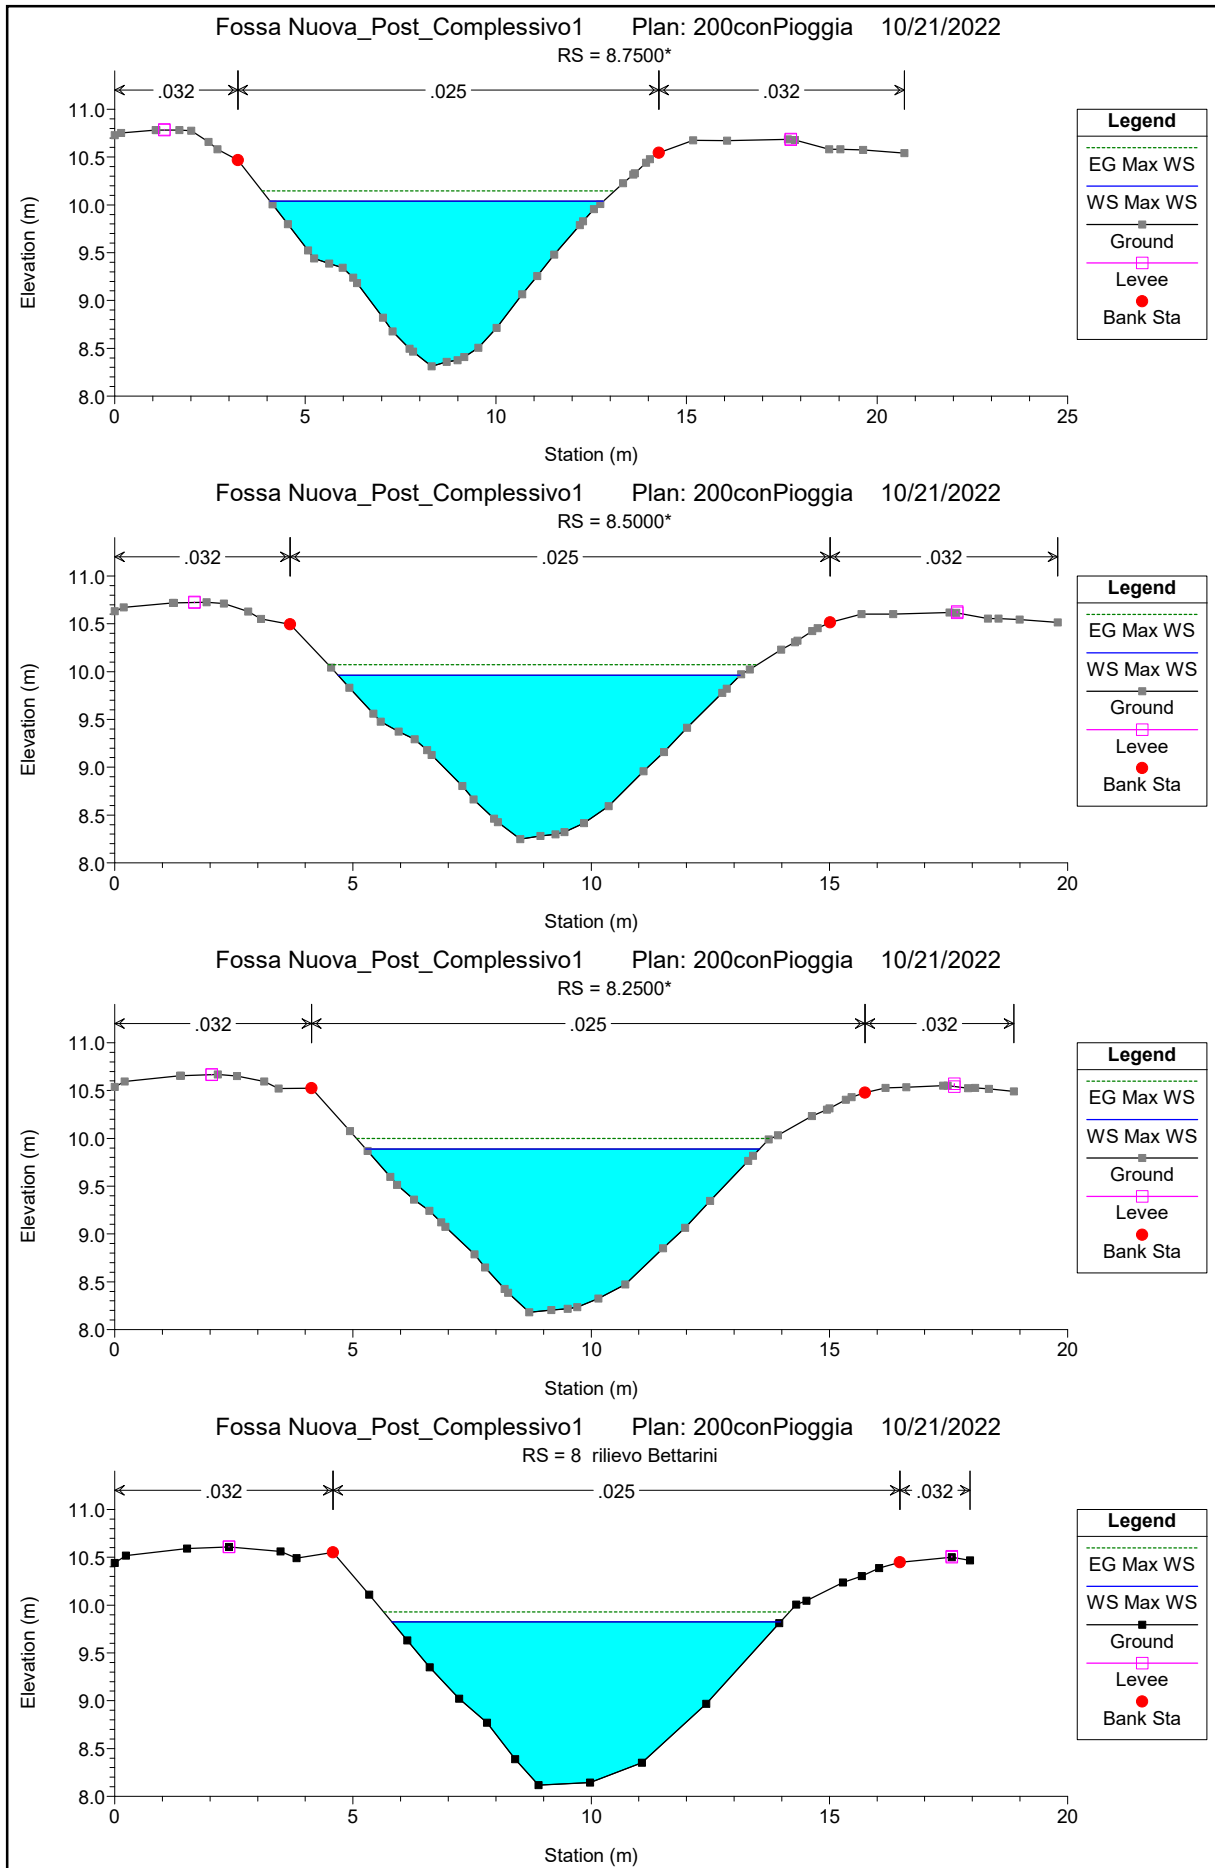 Fossa Nuova_Post_Complessivo1 Plan: 200conPioggia 10/21/2022
RS = 8.7500*
.032 .025 .032
11.0
10.5
10.0
9.5
9.0
8.5
8.0
Elevation (m)
0 5 10 15 20 25
Station (m)
Legend
EG Max WS
WS Max WS
Ground
Levee
Bank Sta
Fossa Nuova_Post_Complessivo1 Plan: 200conPioggia 10/21/2022
RS = 8.5000*
.032 .025 .032
11.0
10.5
10.0
9.5
9.0
8.5
8.0
Elevation (m)
0 5 10 15 20
Station (m)
Legend
EG Max WS
WS Max WS
Ground
Levee
Bank Sta
Fossa Nuova_Post_Complessivo1 Plan: 200conPioggia 10/21/2022
RS = 8.2500*
.032 .025 .032
11.0
10.5
10.0
9.5
9.0
8.5
8.0
Elevation (m)
0 5 10 15 20
Station (m)
Legend
EG Max WS
WS Max WS
Ground
Levee
Bank Sta
Fossa Nuova_Post_Complessivo1 Plan: 200conPioggia 10/21/2022
RS = 8 rilievo Bettarini
.032 .025 .032
11.0
10.5
10.0
9.5
9.0
8.5
8.0
Elevation (m)
0 5 10 15 20
Station (m)
Legend
EG Max WS
WS Max WS
Ground
Levee
Bank Sta